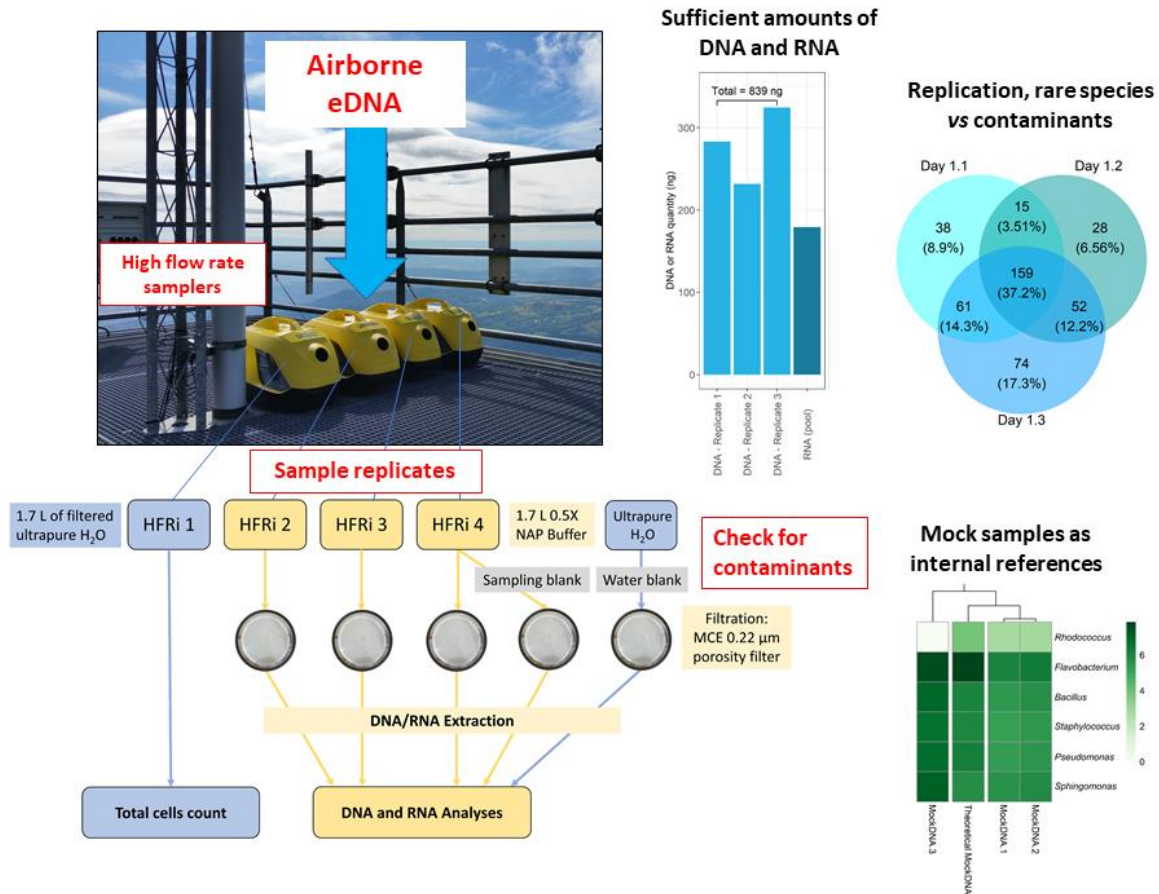 Airborne
eDNA
High flow rate
samplers
Sample replicates
1.7 L of filtered
ultrapure H₂O
HFRi 1
HFRi 2
HFRi 3
HFRi 4
1.7 L 0.5X
NAP Buffer
Ultrapure
H₂O
Check for
contaminants
Sampling blank
Water blank
Filtration:
MCE 0.22 µm
porosity filter
DNA/RNA Extraction
Total cells count
DNA and RNA Analyses
Sufficient amounts of
DNA and RNA
Total = 839 ng
DNA or RNA quantity (ng)
300
200
100
0
DNA - Replicate 1
DNA - Replicate 2
DNA - Replicate 3
RNA (pool)
Replication, rare species
vs contaminants
Day 1.1
Day 1.2
15
(3.51%)
38
(8.9%)
28
(6.56%)
159
(37.2%)
61
(14.3%)
52
(12.2%)
74
(17.3%)
Day 1.3
Mock samples as
internal references
Rhodococcus
Flavobacterium
Bacillus
Staphylococcus
Pseudomonas
Sphingomonas
6
4
2
0
MockDNA.3
Theoretical.MockDNA
MockDNA.1
MockDNA.2